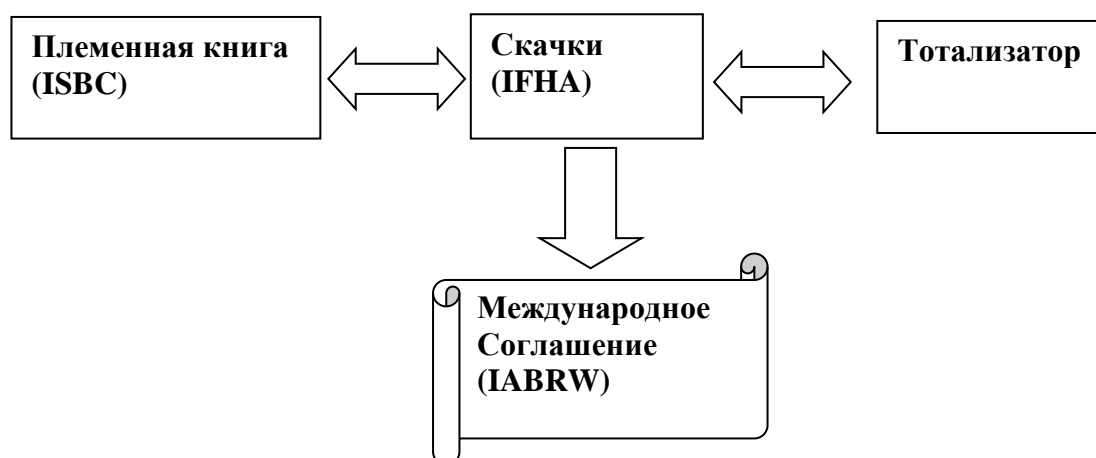 Племенная книга
(ISBC)
Скачки
(IFHA)
Тотализатор
Международное
Соглашение
(IABRW)